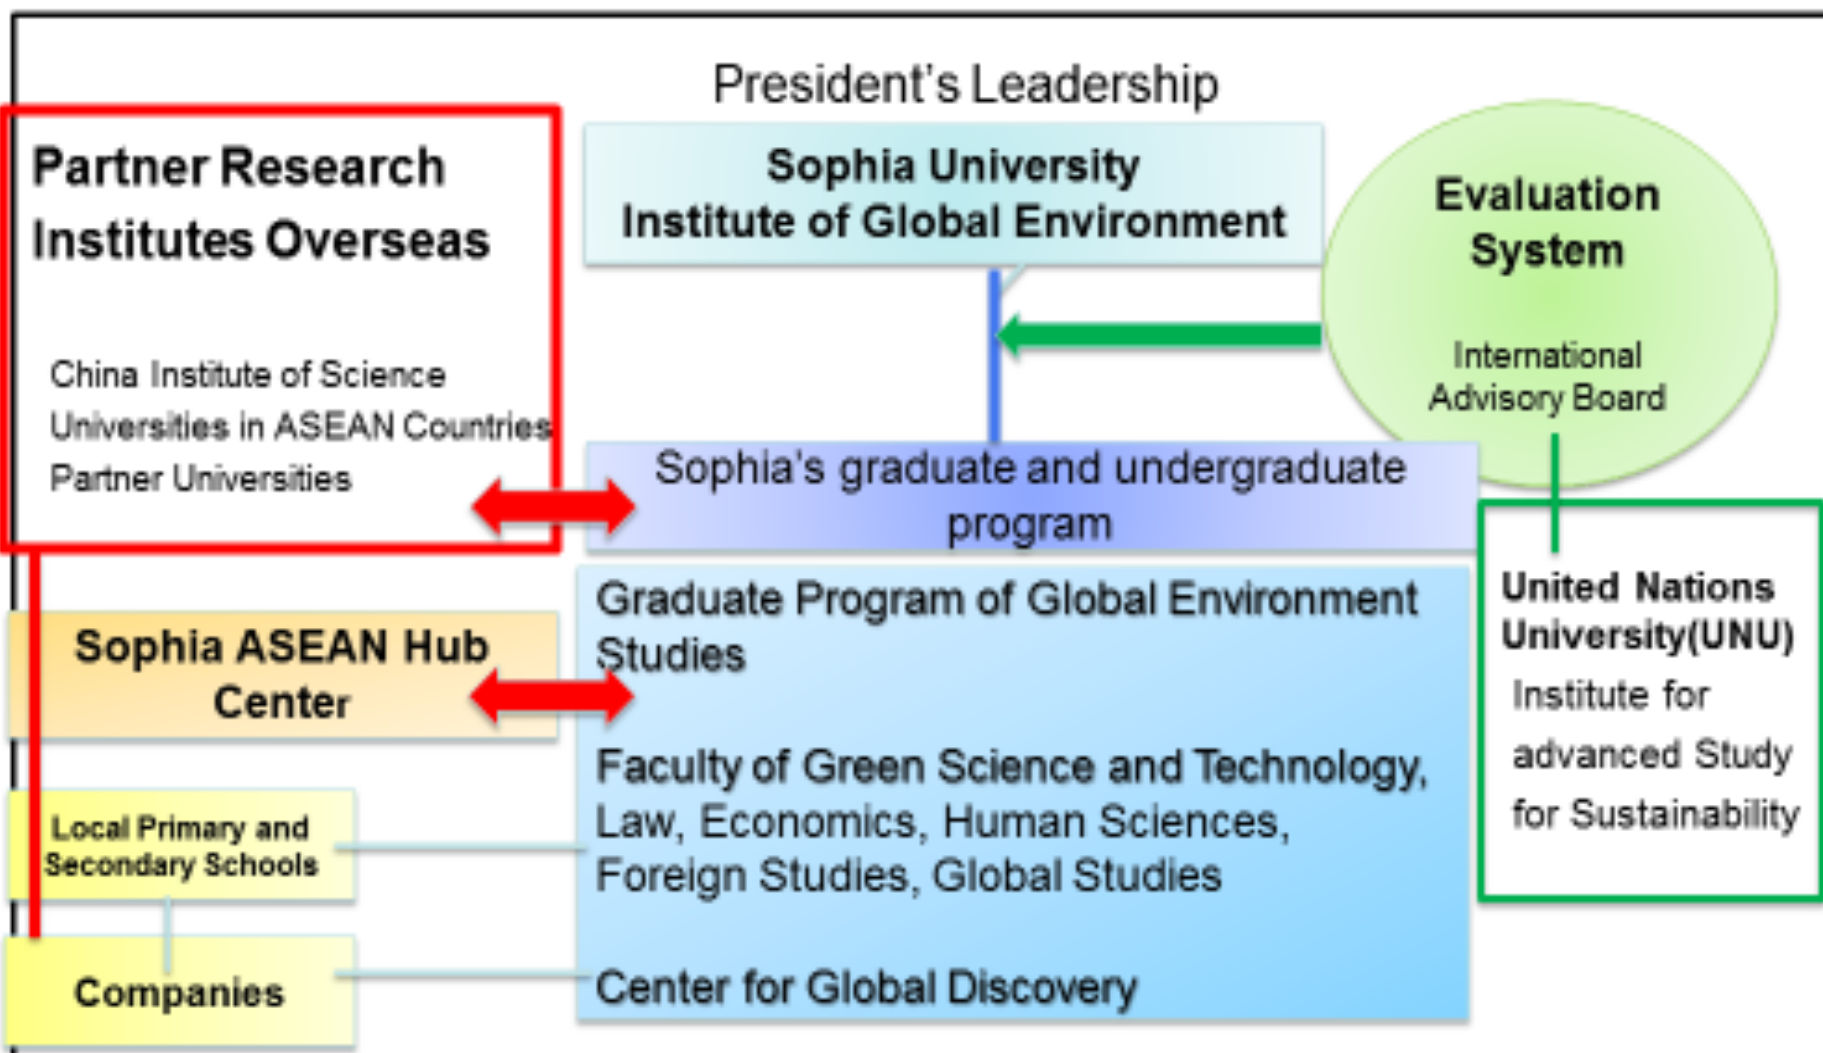 President's Leadership
Partner Research
Institutes Overseas
China Institute of Science
Universities in ASEAN Countries
Partner Universities
Sophia University
Institute of Global Environment
Evaluation
System
International
Advisory Board
Sophia's graduate and undergraduate
program
Graduate Program of Global Environment
Studies
Faculty of Green Science and Technology,
Law, Economics, Human Sciences,
Foreign Studies, Global Studies
Center for Global Discovery
United Nations
University(UNU)
Institute for
advanced Study
for Sustainability
Sophia ASEAN Hub
Center
Local Primary and
Secondary Schools
Companies